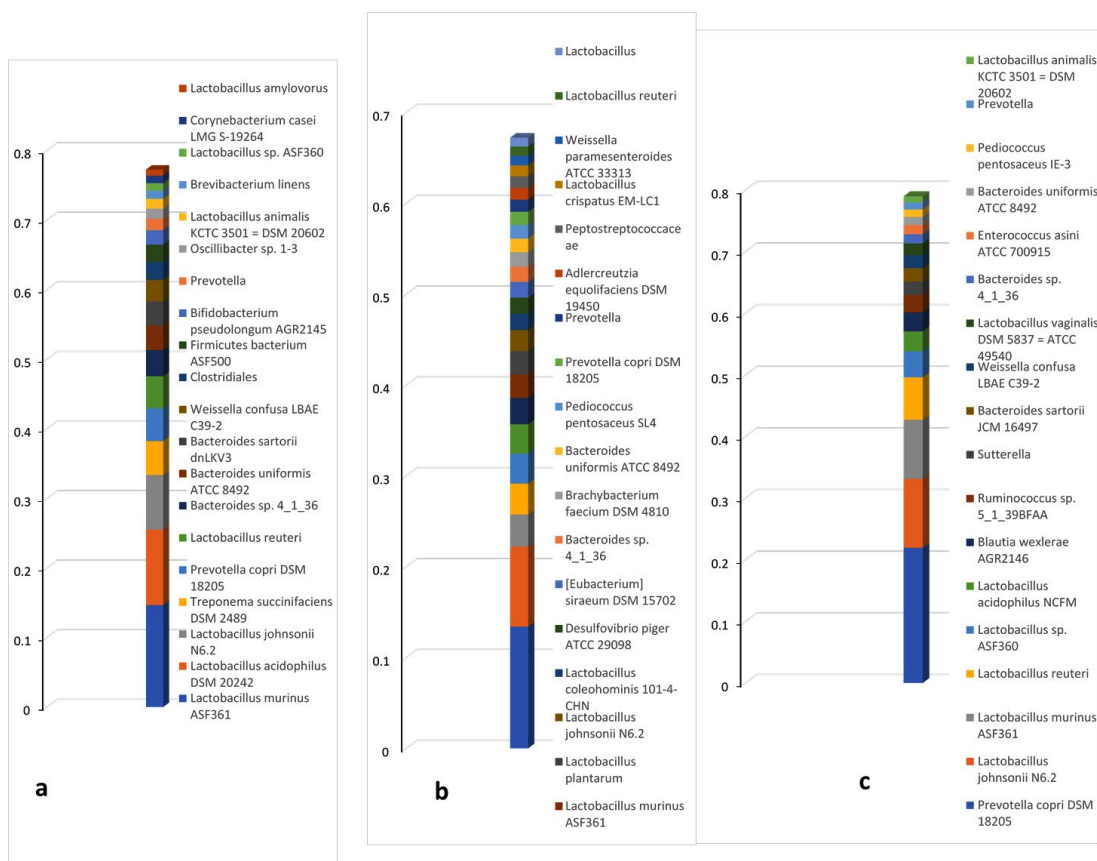 0.8
0.7
0.6
0.5
0.4
0.3
0.2
0.1
0
Lactobacillus amylovorus
Corynebacterium casei
LMG S-19264
Lactobacillus sp. ASF360
Brevibacterium linens
Lactobacillus animalis
KCTC 3501 = DSM 20602
Oscillibacter sp. 1-3
Prevotella
Bifidobacterium
pseudolongum AGR2145
Firmicutes bacterium
ASF500
Clostridiales
Weissella confusa LBAE
C39-2
Bacteroides sartorii
dnLKV3
Bacteroides uniformis
ATCC 8492
Bacteroides sp. 4_1_36
Lactobacillus reuteri
Prevotella copri DSM
18205
Treponema succinifaciens
DSM 2489
Lactobacillus johnsonii
N6.2
Lactobacillus acidophilus
DSM 20242
Lactobacillus murinus
ASF361
a
0.7
0.6
0.5
0.4
0.3
0.2
0.1
0
Lactobacillus
Lactobacillus reuteri
Weissella
paramesenteroides
ATCC 33313
Lactobacillus
crispatus EM-LC1
Peptostreptococcace
ae
Adlercreutzia
equolifaciens DSM
19450
Prevotella
Prevotella copri DSM
18205
Pediococcus
pentosaceus SL4
Bacteroides
uniformis ATCC 8492
Brachybacterium
faecium DSM 4810
Bacteroides sp.
4_1_36
[Eubacterium]
siraeum DSM 15702
Desulfovibrio piger
ATCC 29098
Lactobacillus
coleohominis 101-4-
CHN
Lactobacillus
johnsonii N6.2
Lactobacillus
plantarum
Lactobacillus murinus
ASF361
b
0.8
0.7
0.6
0.5
0.4
0.3
0.2
0.1
0
Lactobacillus animalis
KCTC 3501 = DSM
20602
Prevotella
Pediococcus
pentosaceus IE-3
Bacteroides uniformis
ATCC 8492
Enterococcus asini
ATCC 700915
Bacteroides sp.
4_1_36
Lactobacillus vaginalis
DSM 5837 = ATCC
49540
Weissella confusa
LBAE C39-2
Bacteroides sartorii
JCM 16497
Sutterella
Ruminococcus sp.
5_1_39BFAA
Blautia wexlerae
AGR2146
Lactobacillus
acidophilus NCFM
Lactobacillus sp.
ASF360
Lactobacillus reuteri
Lactobacillus murinus
ASF361
Lactobacillus
johnsonii N6.2
Prevotella copri DSM
18205
c